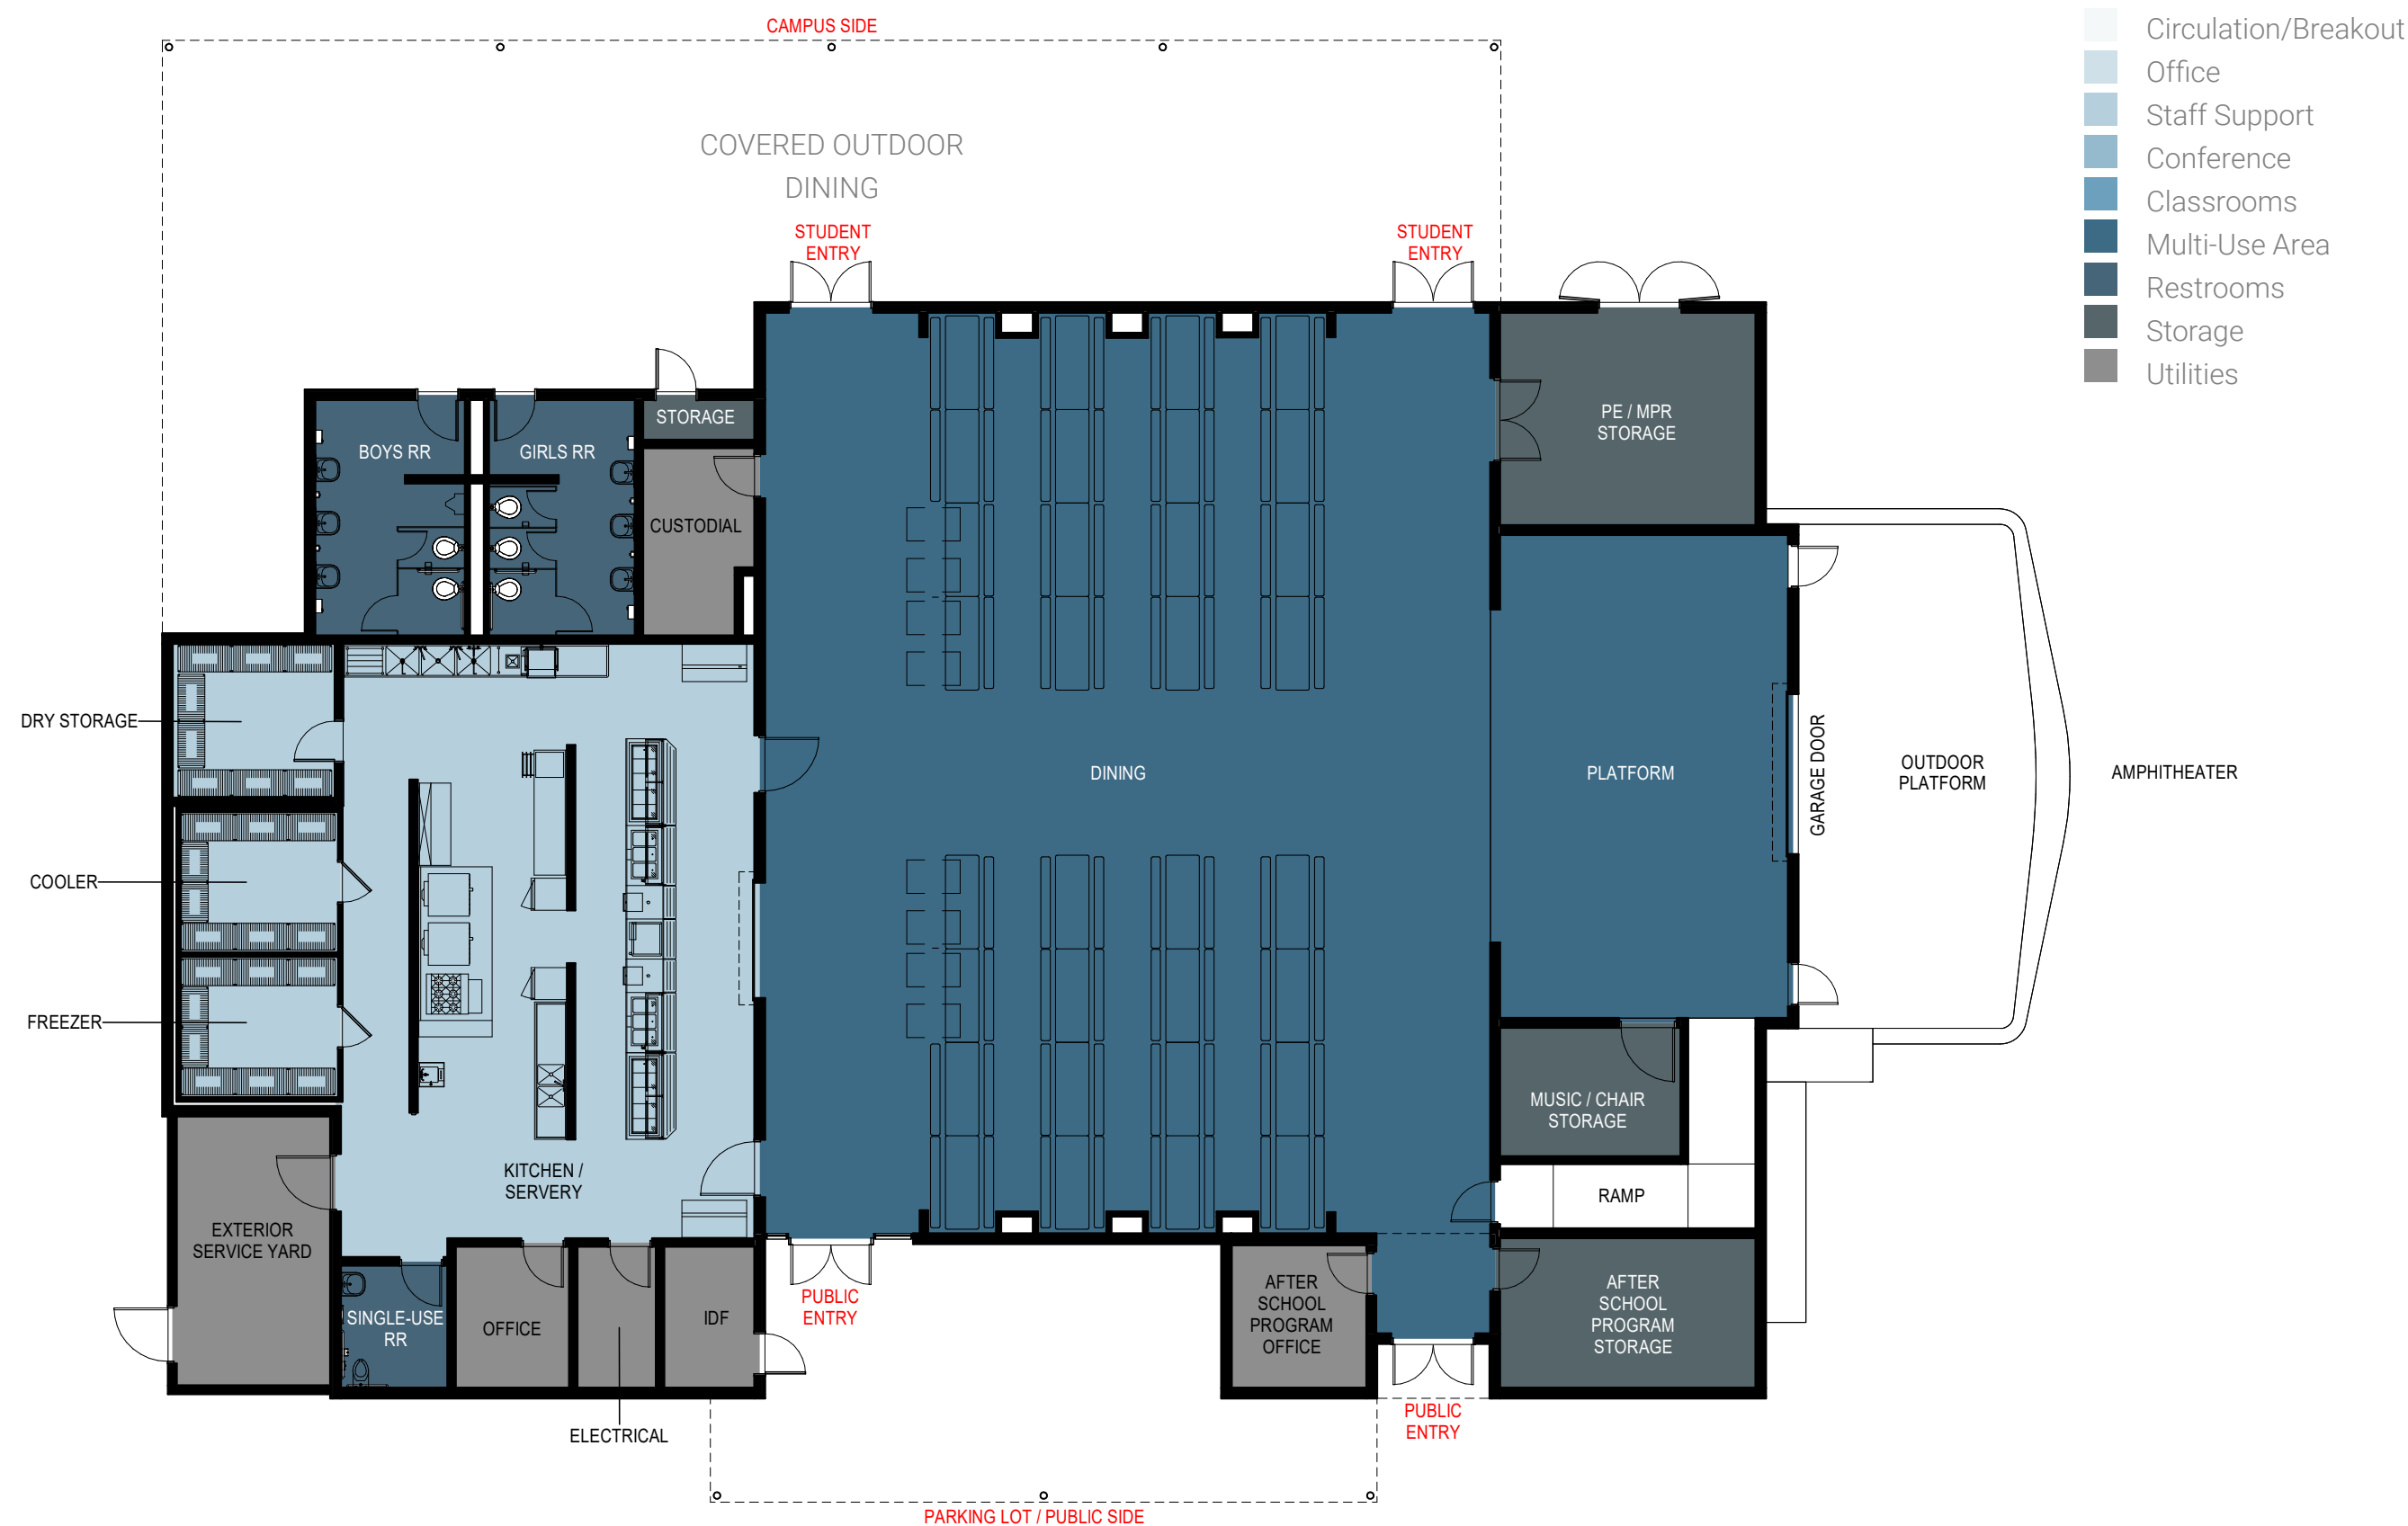 CAMPUS SIDE
Circulation/Breakout
Office
Staff Support
Conference
Classrooms
Multi-Use Area
Restrooms
Storage
Utilities
COVERED OUTDOOR
DINING
STUDENT
ENTRY
STUDENT
ENTRY
STORAGE
PE / MPR
STORAGE
BOYS RR
GIRLS RR
CUSTODIAL
DRY STORAGE
DINING
PLATFORM
GARAGE DOOR
OUTDOOR
PLATFORM
AMPHITHEATER
COOLER
FREEZER
MUSIC / CHAIR
STORAGE
KITCHEN /
SERVERY
RAMP
EXTERIOR
SERVICE YARD
SINGLE-USE
RR
OFFICE
IDF
PUBLIC
ENTRY
AFTER
SCHOOL
PROGRAM
OFFICE
AFTER
SCHOOL
PROGRAM
STORAGE
ELECTRICAL
PUBLIC
ENTRY
PARKING LOT / PUBLIC SIDE